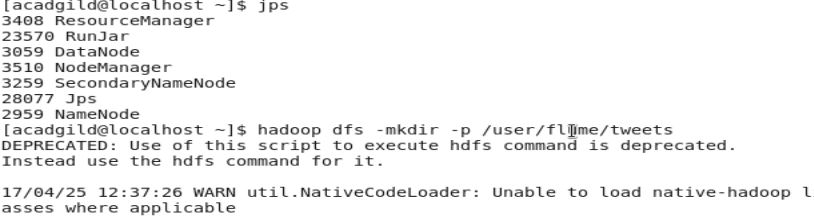 [acadgild@localhost ~]$ jps
3408 ResourceManager
23570 RunJar
3059 DataNode
3510 NodeManager
3259 SecondaryNameNode
28077 Jps
2959 NameNode
[acadgild@localhost ~]$ hadoop dfs -mkdir -p /user/flume/tweets
DEPRECATED: Use of this script to execute hdfs command is deprecated.
Instead use the hdfs command for it.
17/04/25 12:37:26 WARN util.NativeCodeLoader: Unable to load native-hadoop l
asses where applicable